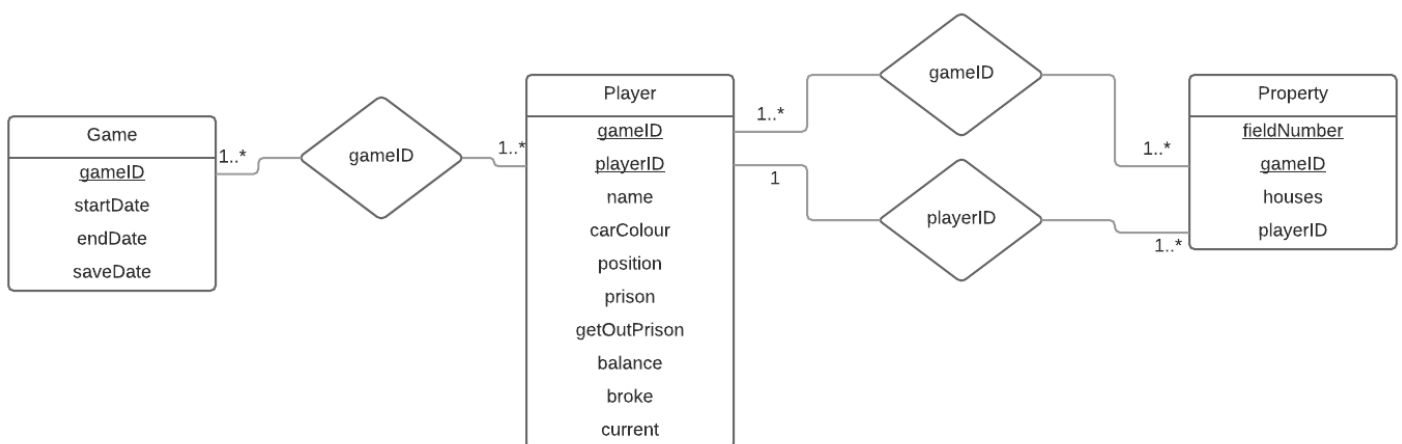 Game
gameID
startDate
endDate
saveDate
1..*
gameID
1..*
Player
gameID
playerID
name
carColour
position
prison
getOutPrison
balance
broke
current
1..*
1
gameID
playerID
1..*
1..*
Property
fieldNumber
gameID
houses
playerID